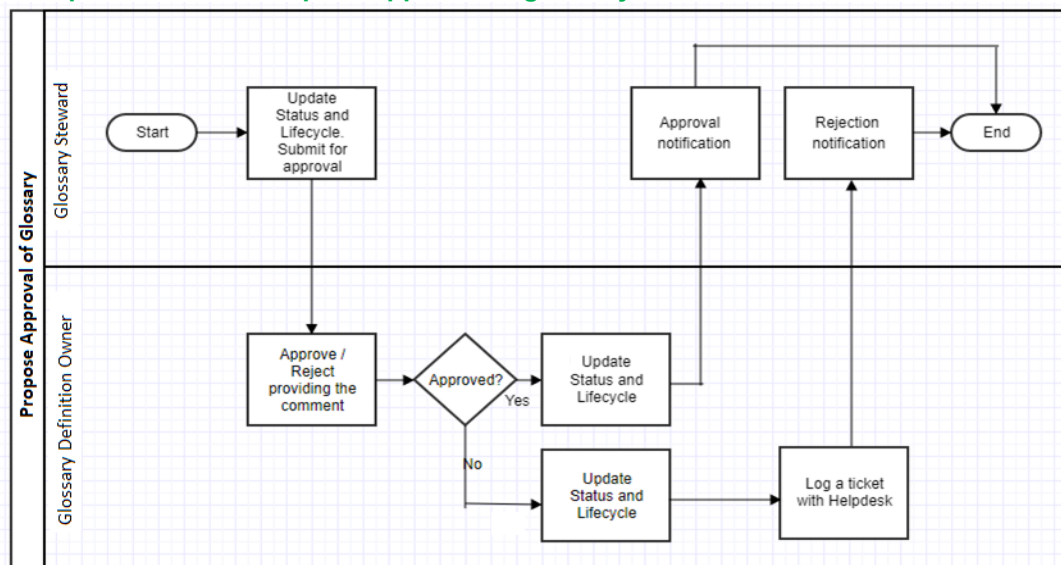 Propose Approval of Glossary
Glossary Steward
Start
Update
Status and
Lifecycle.
Submit for
approval
Approval
notification
Rejection
notification
End
Glossary Definition Owner
Approve /
Reject
providing the
comment
Approved?
Yes
Update
Status and
Lifecycle
No
Update
Status and
Lifecycle
Log a ticket
with Helpdesk